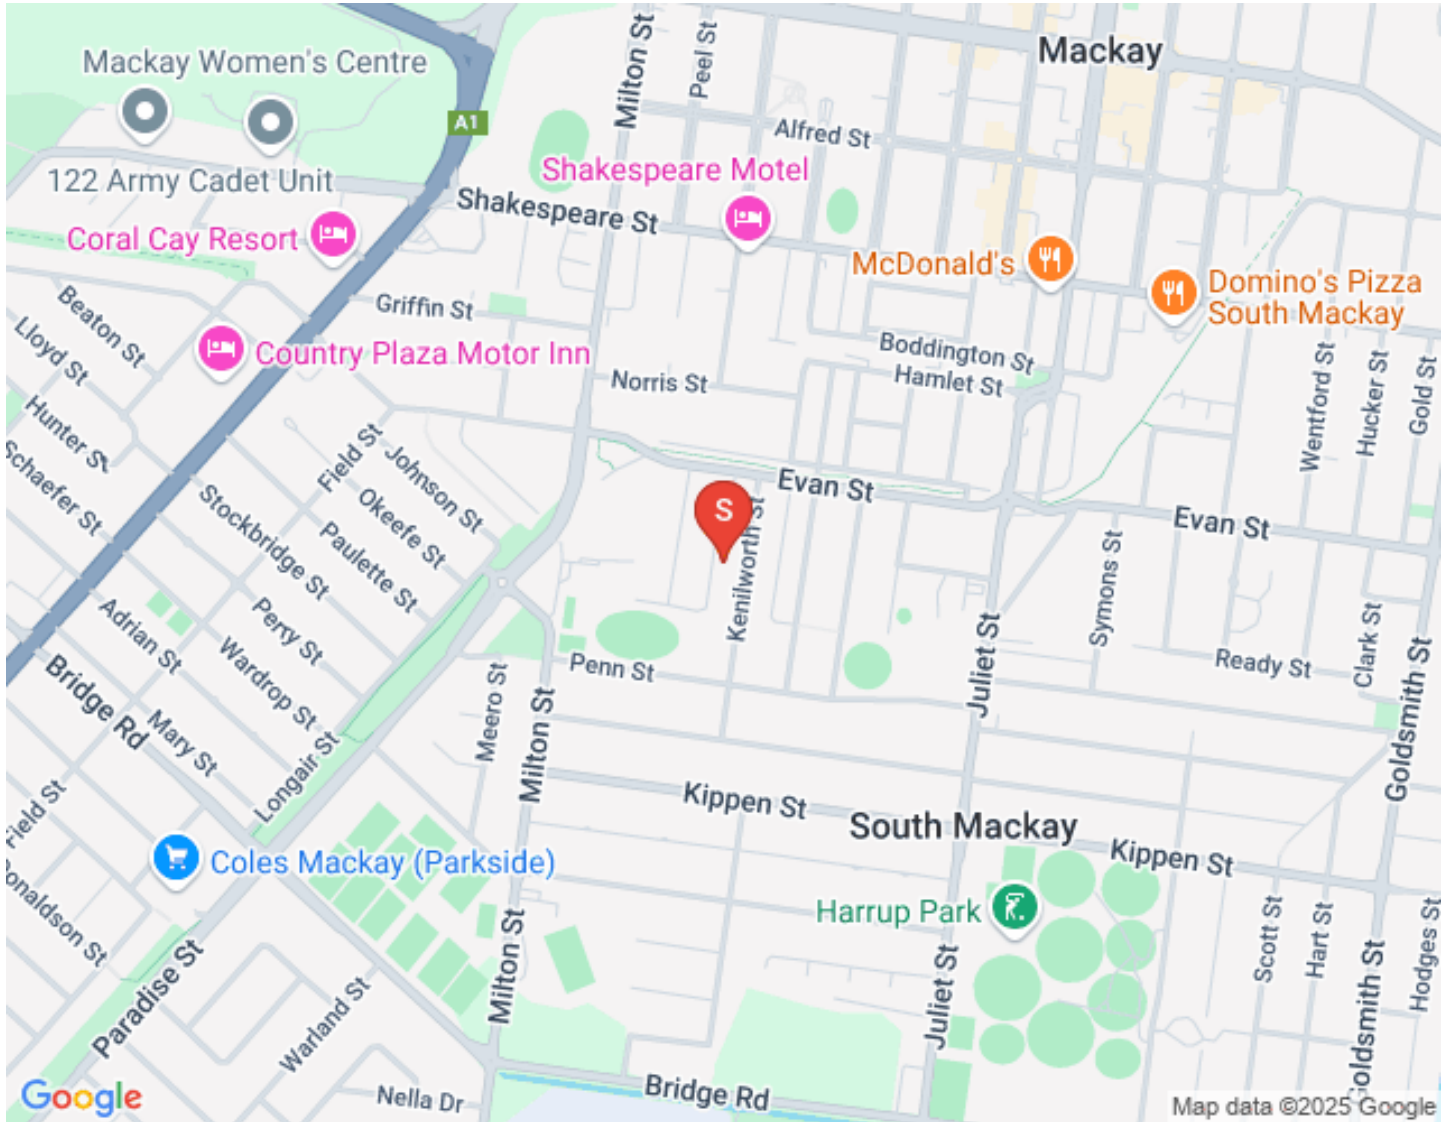 Mackay
Mackay Women's Centre
Milton St
Peel St
A1
Alfred St
122 Army Cadet Unit
Shakespeare Motel
Shakespeare St
Coral Cay Resort
McDonald's
Domino's Pizza
South Mackay
Beaton St
Griffin St
Lloyd St
Country Plaza Motor Inn
Boddington St
Hamlet St
Norris St
Wentford St
Hucker St
Gold St
Hunter S
Schaefer St
Field St
Johnson St
Okeefe St
Paulette St
Stockbridge St
Evan St
Evan St
S
Kenilworth St
Symons St
Adrian St
Perry St
Wardrop St
Penn St
Juliet St
Ready St
Clark St
Bridge Rd
Mary St
Meero St
Milton St
Longair St
Goldsmith St
Field St
Kippen St
South Mackay
Kippen St
Coles Mackay (Parkside)
Donaldson St
Harrup Park
Paradise St
Warland St
Milton St
Juliet St
Scott St
Hart St
Goldsmith St
Hodges St
Nella Dr
Bridge Rd
Google
Map data ©2025 Google